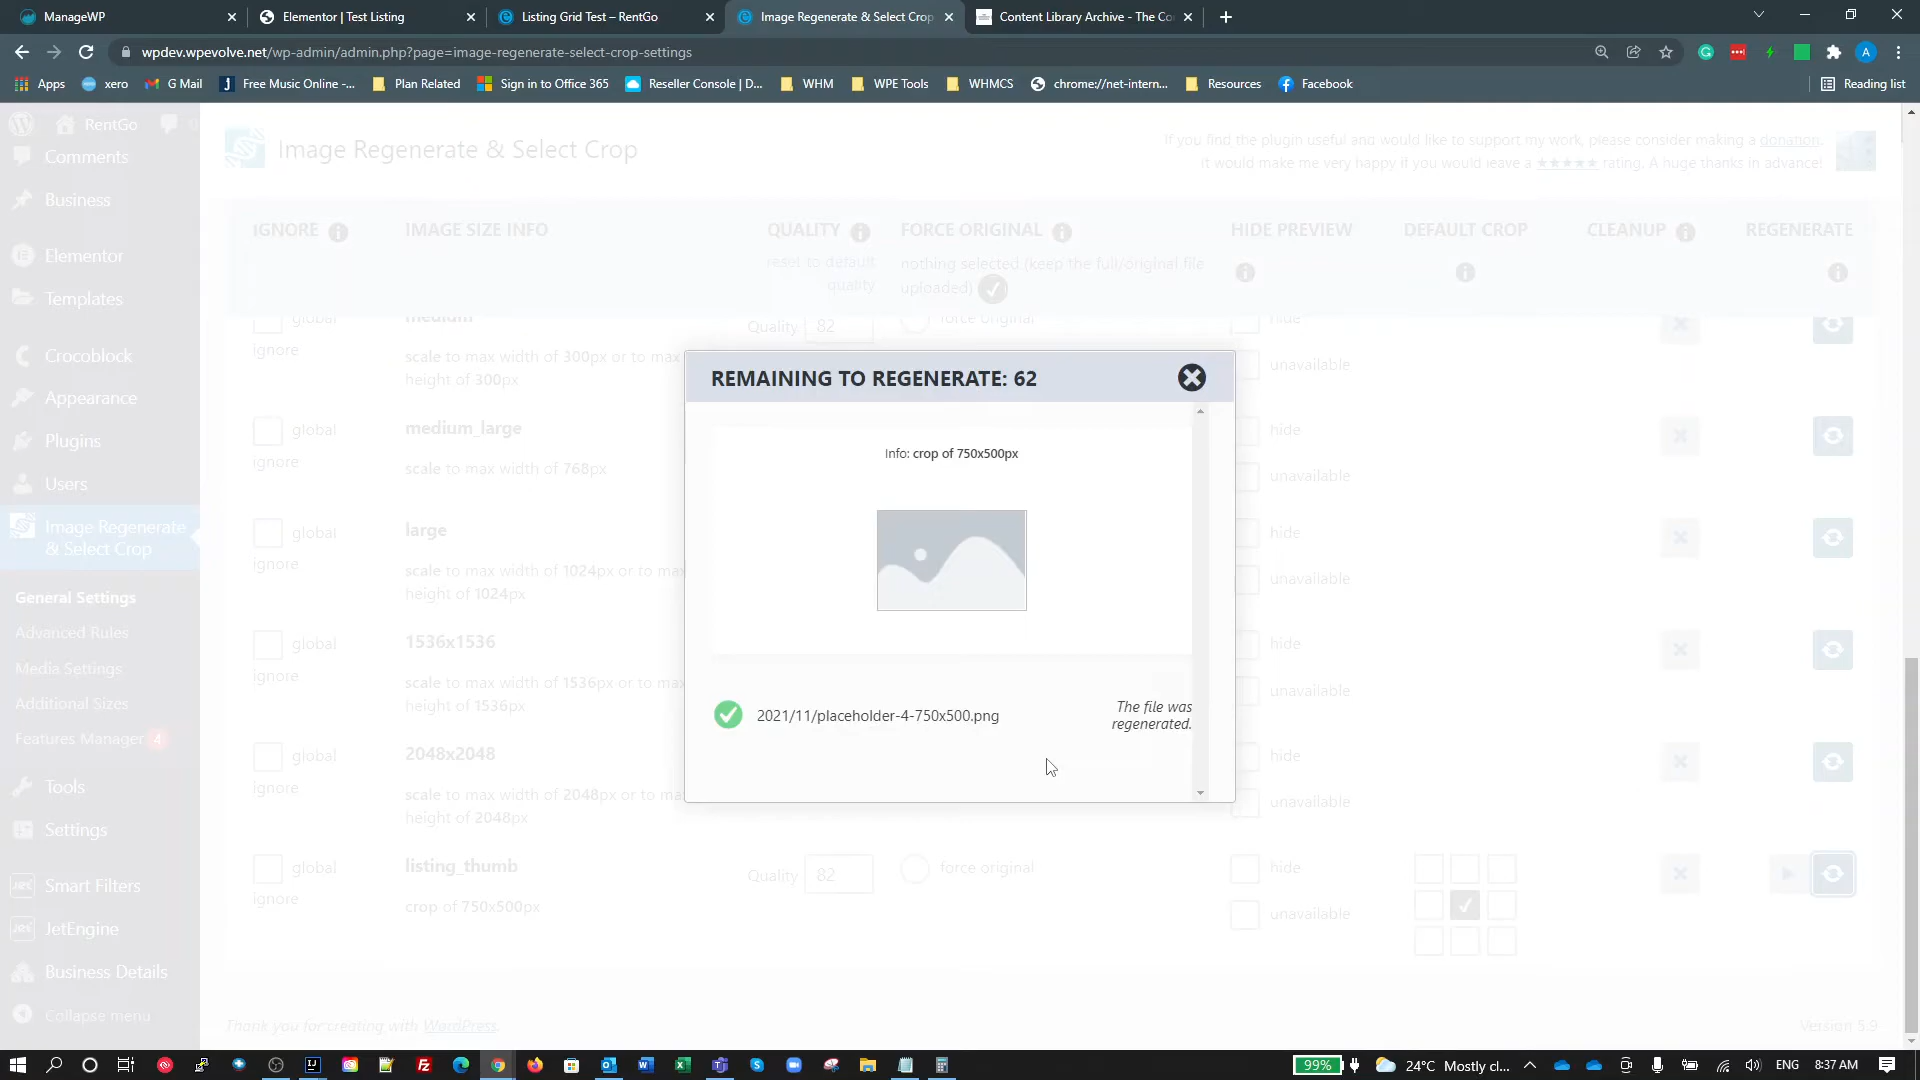 ManageWP
Elementor | Test Listing
Listing Grid Test – RentGo
Image Regenerate & Select Crop
Content Library Archive - The Co
wpdev.wpevolve.net/wp-admin/admin.php?page=image-regenerate-select-crop-settings
A
Apps
xero
G Mail
Free Music Online -...
Plan Related
Sign in to Office 365
Reseller Console | D...
WHM
WPE Tools
WHMCS
chrome://net-intern...
Resources
Facebook
Reading list
RentGo
Comments
Business
Elementor
Templates
Crocoblock
Appearance
Plugins
Users
Image Regenerate
& Select Crop
General Settings
Advanced Rules
Media Settings
Additional Sizes
Features Manager 4
Tools
Settings
Smart Filters
JetEngine
Business Details
Collapse menu
Image Regenerate & Select Crop
If you find the plugin useful and would like to support my work, please consider making a donation.
It would make me very happy if you would leave a ★★★★★ rating. A huge thanks in advance!
IGNORE
IMAGE SIZE INFO
QUALITY
FORCE ORIGINAL
HIDE PREVIEW
DEFAULT CROP
CLEANUP
REGENERATE
reset to default
quality
nothing selected (keep the full/original file
uploaded)
global
ignore
medium
scale to max width of 300px or to max
height of 300px
Quality 82
force original
hide
unavailable
global
ignore
medium_large
scale to max width of 768px
hide
unavailable
global
ignore
large
scale to max width of 1024px or to max
height of 1024px
hide
unavailable
global
ignore
1536x1536
scale to max width of 1536px or to max
height of 1536px
hide
unavailable
global
ignore
2048x2048
scale to max width of 2048px or to ma
height of 2048px
hide
unavailable
global
ignore
listing_thumb
crop of 750x500px
Quality 82
force original
hide
unavailable
REMAINING TO REGENERATE: 62
Info: crop of 750x500px
2021/11/placeholder-4-750x500.png
The file was
regenerated.
Thank you for creating with WordPress.
Version 5.9
99%
24°C Mostly cl...
ENG
8:37 AM